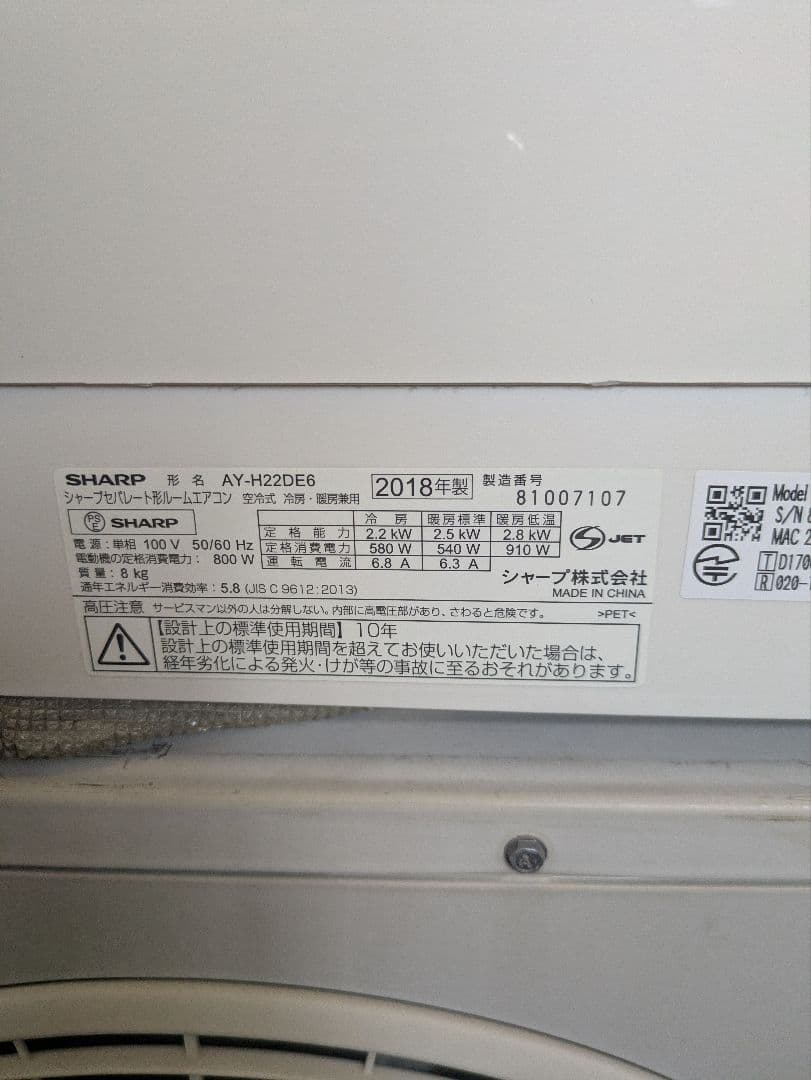 SHARP 形名 AY-H22DE6 2018年製 製造番号 81007107
シャープセパレート形ルームエアコン 空冷式 冷房・暖房兼用
PSE SHARP
電源:単相 100 V 50/60 Hz
電動機の定格消費電力: 800 W
質量:8 kg
通年エネルギー消費効率:5.8 (JIS C 9612:2013)
冷房 暖房標準 暖房低温
定格能力 2.2 kW 2.5 kW 2.8 kW
定格消費電力 580 W 540 W 910 W
運転電流 6.8 A 6.3 A
S JET
シャープ株式会社
MADE IN CHINA
高圧注意 サービスマン以外の人は分解しない。内部に高電圧部があり、さわると危険です。 >PET<
【設計上の標準使用期間】10年
設計上の標準使用期間を超えてお使いいただいた場合は、
経年劣化による発火・けが等の事故に至るおそれがあります。
Model
S/N
MAC 2
T D170
R 020-
A